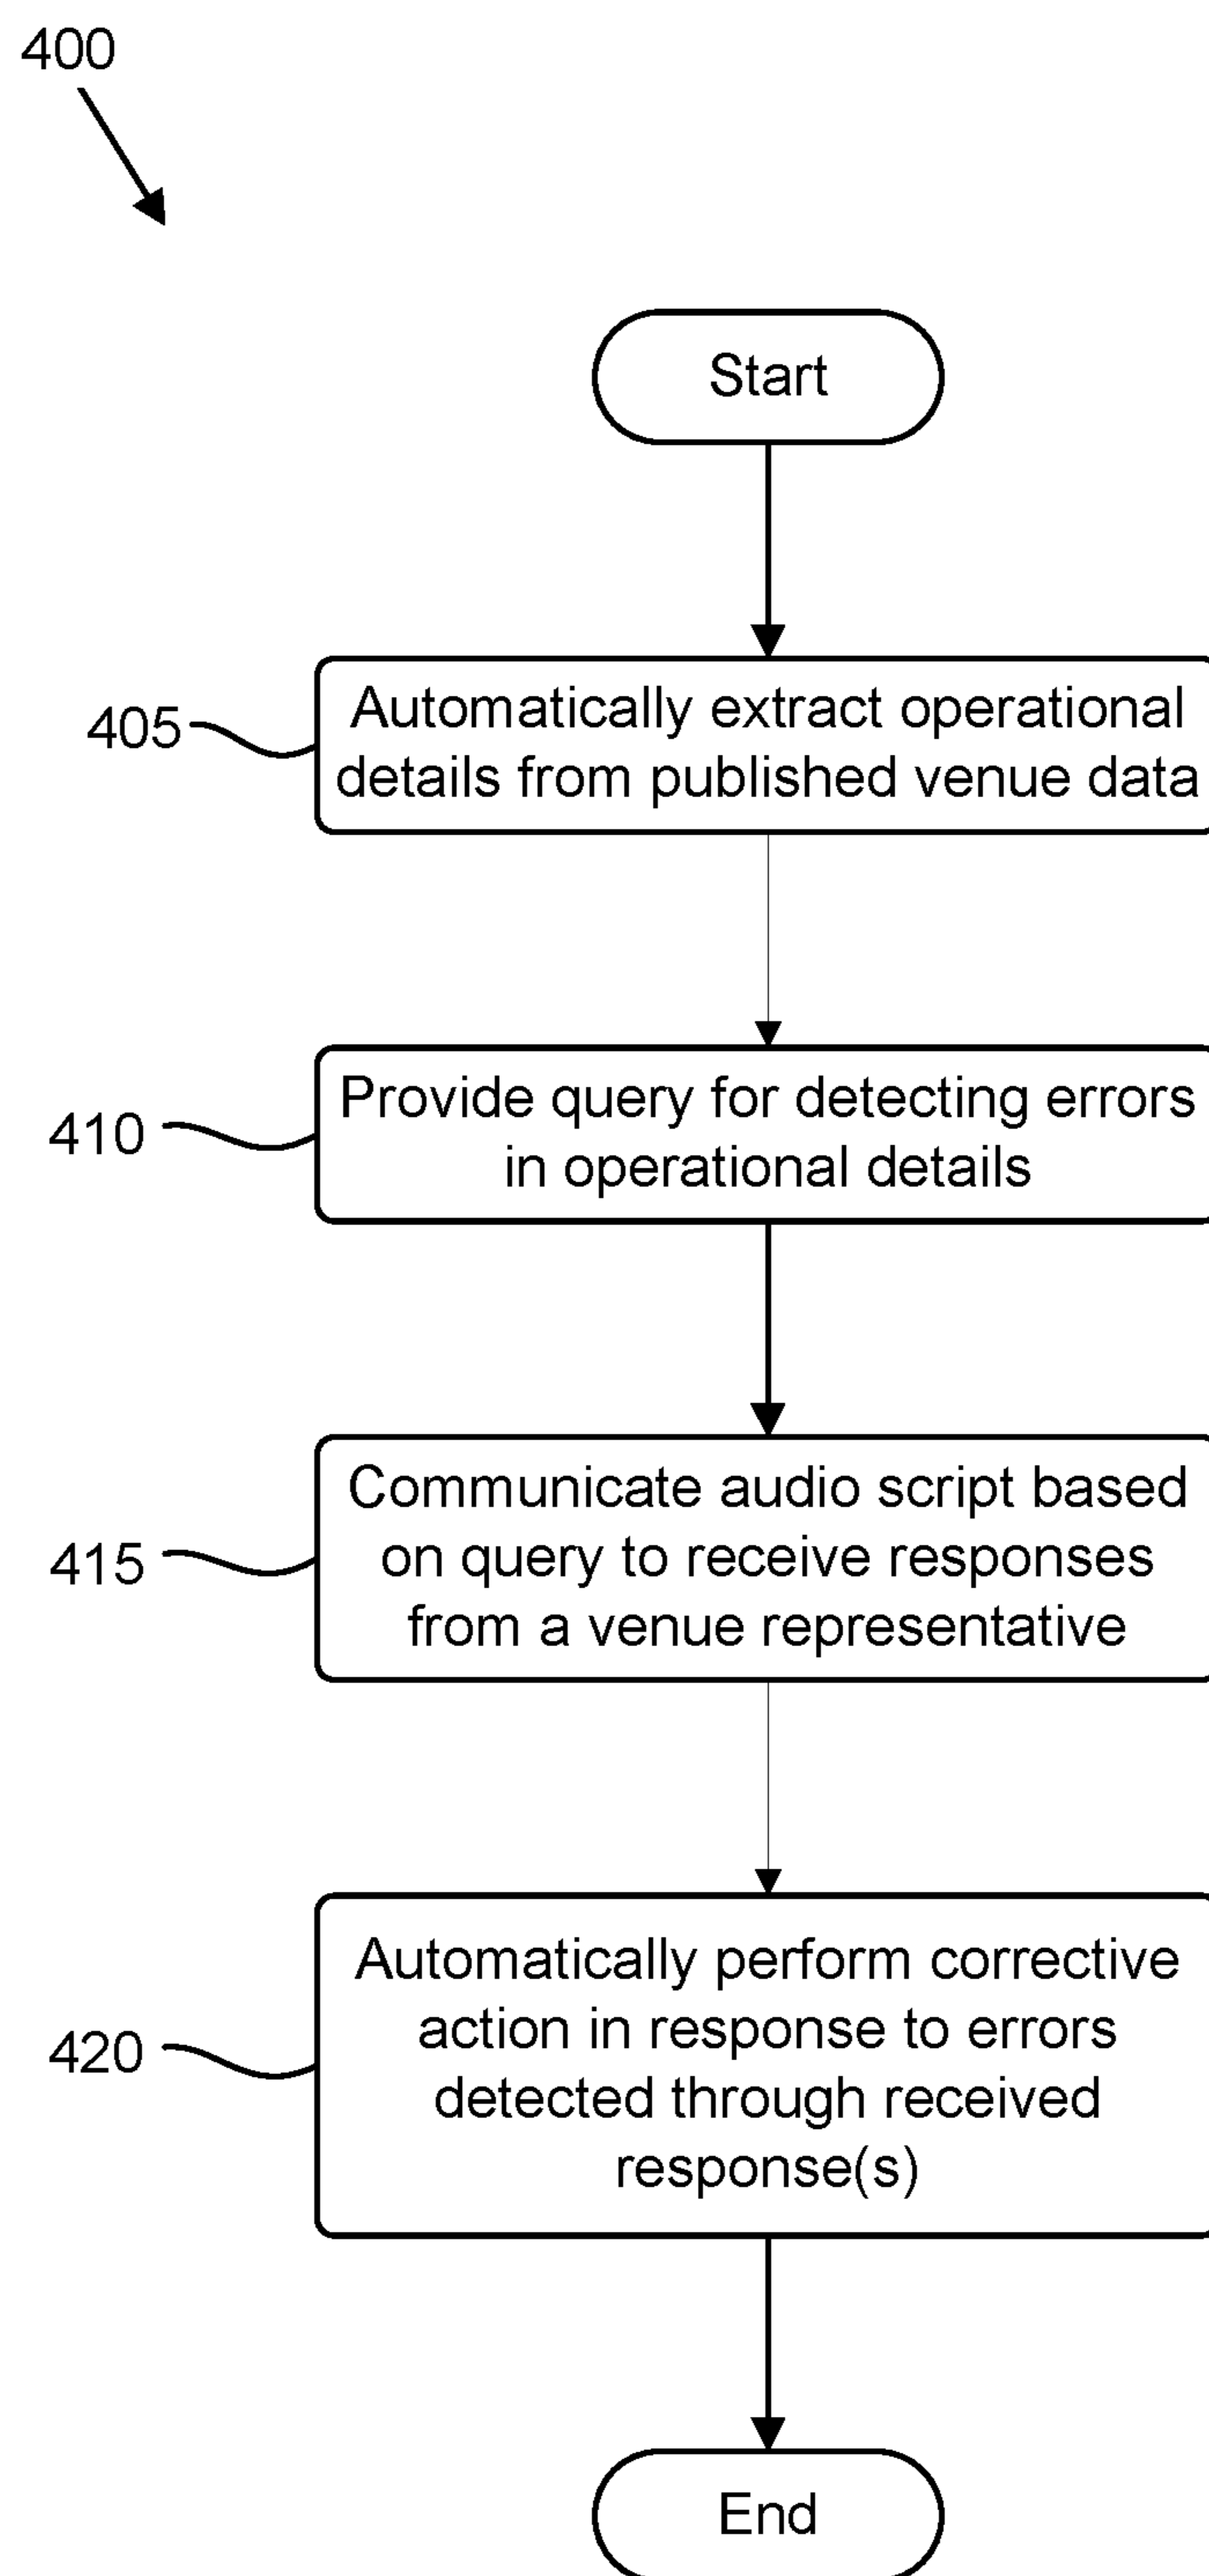 400
Start
405
Automatically extract operational
details from published venue data
410
Provide query for detecting errors
in operational details
415
Communicate audio script based
on query to receive responses
from a venue representative
420
Automatically perform corrective
action in response to errors
detected through received
response(s)
End